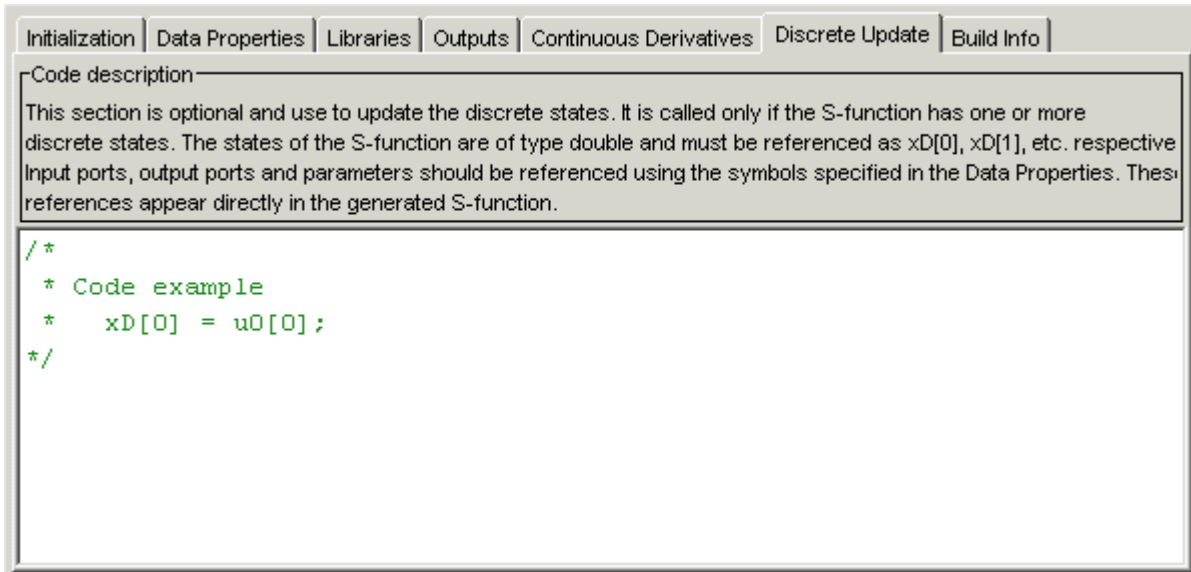 Initialization Data Properties Libraries Outputs Continuous Derivatives Discrete Update Build Info
Code description
This section is optional and use to update the discrete states. It is called only if the S-function has one or more
discrete states. The states of the S-function are of type double and must be referenced as xD[0], xD[1], etc. respective
Input ports, output ports and parameters should be referenced using the symbols specified in the Data Properties. These
references appear directly in the generated S-function.
/*
* Code example
* xD[0] = u0[0];
*/